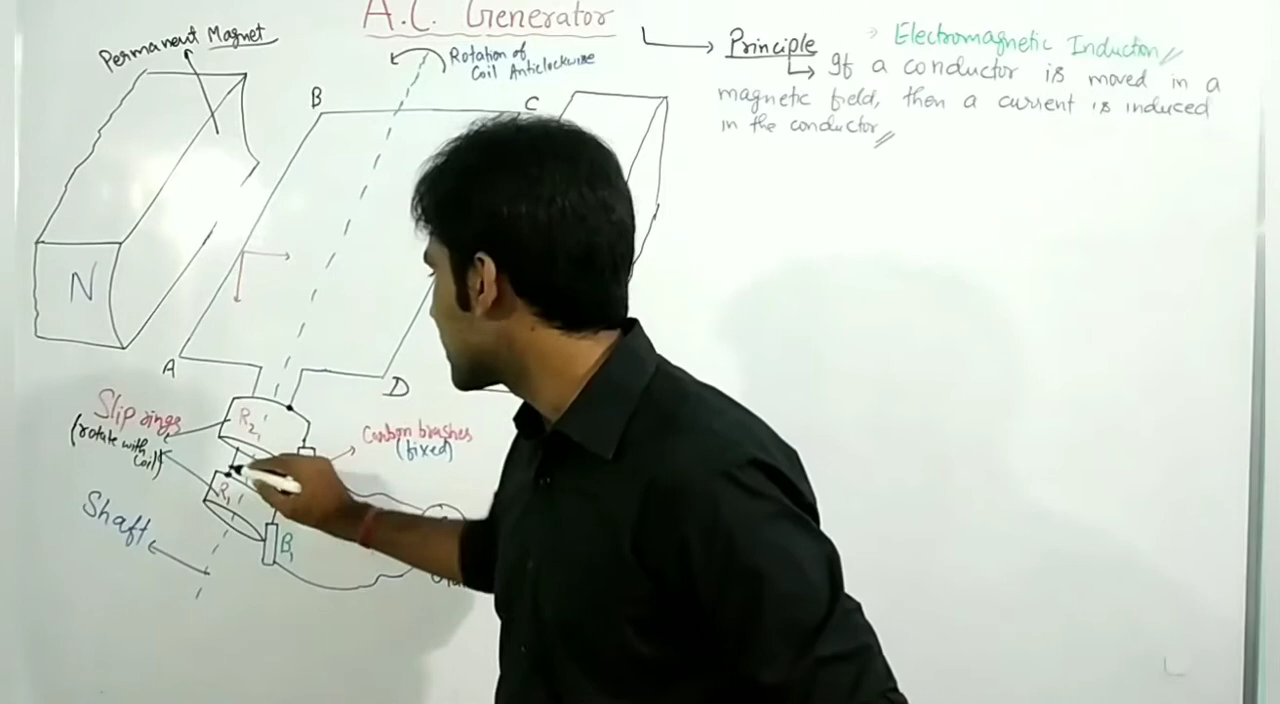 A.C. Generator
Permanent Magnet
Rotation of
Coil Anticlockwise
B
C
N
A
D
Slip rings
(rotate with
coil)
R2
R1
Carbon brushes
(fixed)
Shaft
B1
Principle
Electromagnetic Induction
If a conductor is moved in a
magnetic field, then a current is induced
in the conductor